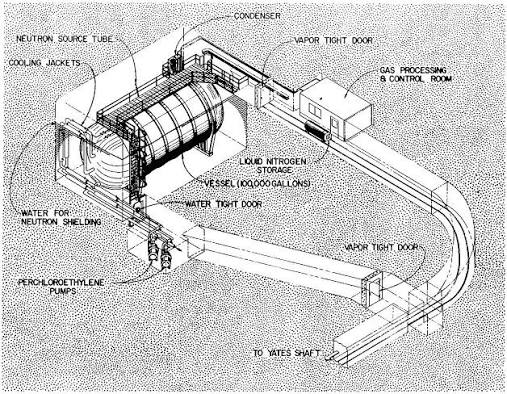 CONDENSER
NEUTRON SOURCE TUBE
VAPOR TIGHT DOOR
COOLING JACKETS
GAS PROCESSING
& CONTROL ROOM
LIQUID NITROGEN
STORAGE
VESSEL (100,000 GALLONS)
WATER TIGHT DOOR
WATER FOR
NEUTRON SHIELDING
VAPOR TIGHT DOOR
PERCHLOROETHYLENE
PUMPS
TO YATES SHAFT